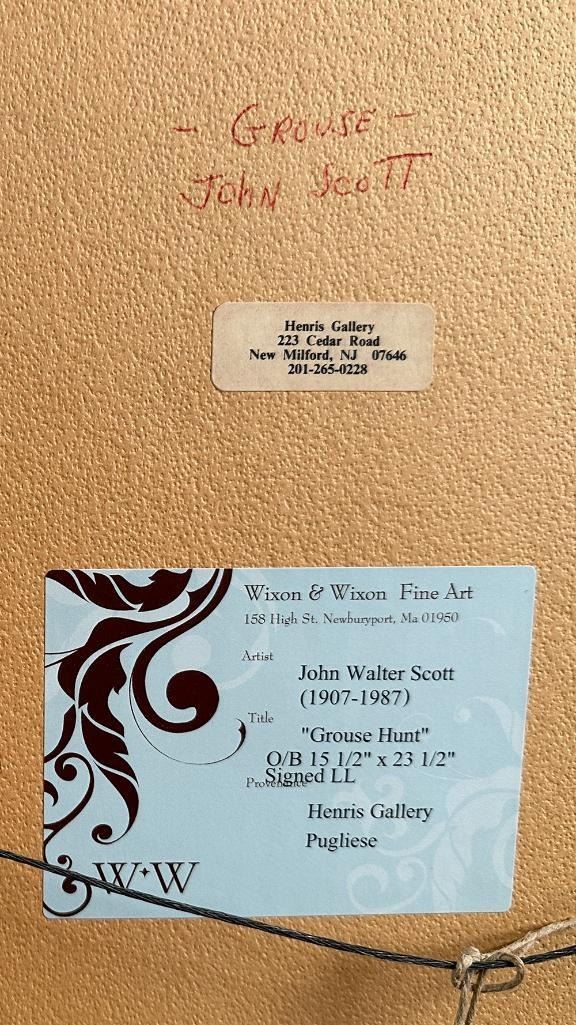 - GROUSE -
JOHN SCOTT
Henris Gallery
223 Cedar Road
New Milford, NJ 07646
201-265-0228
Wixon & Wixon Fine Art
158 High St. Newburyport, Ma 01950
Artist
John Walter Scott
(1907-1987)
Title
"Grouse Hunt"
O/B 15 1/2" x 23 1/2"
Signed LL
Provenance
Henris Gallery
Pugliese
W W